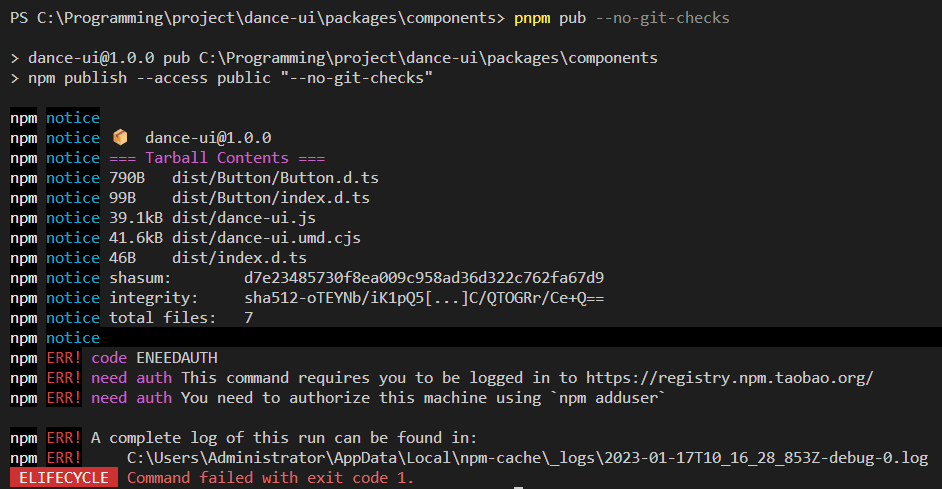 PS C:\Programming\project\dance-ui\packages\components> pnpm pub --no-git-checks
> dance-ui@1.0.0 pub C:\Programming\project\dance-ui\packages\components
> npm publish --access public "--no-git-checks"
npm notice
npm notice 📦  dance-ui@1.0.0
npm notice === Tarball Contents ===
npm notice 790B   dist/Button/Button.d.ts
npm notice 99B    dist/Button/index.d.ts
npm notice 39.1kB dist/dance-ui.js
npm notice 41.6kB dist/dance-ui.umd.cjs
npm notice 46B    dist/index.d.ts
npm notice shasum:        d7e23485730f8ea009c958ad36d322c762fa67d9
npm notice integrity:     sha512-oTEYNb/iK1pQ5[...]C/QTOGRr/Ce+Q==
npm notice total files:   7
npm notice
npm ERR! code ENEEDAUTH
npm ERR! need auth This command requires you to be logged in to https://registry.npm.taobao.org/
npm ERR! need auth You need to authorize this machine using `npm adduser`
npm ERR! A complete log of this run can be found in:
npm ERR!     C:\Users\Administrator\AppData\Local\npm-cache\_logs\2023-01-17T10_16_28_853Z-debug-0.log
ELIFECYCLE  Command failed with exit code 1.